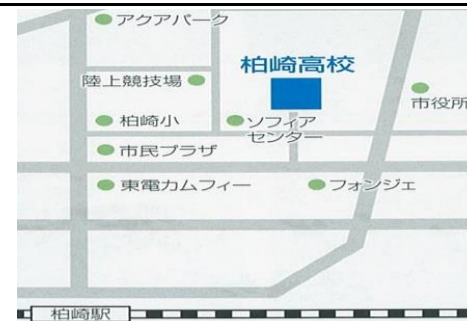 アクアパーク
柏崎高校
陸上競技場
市役所
柏崎小
ソフィア
センター
市民プラザ
東電カムフィー
フォンジェ
柏崎駅